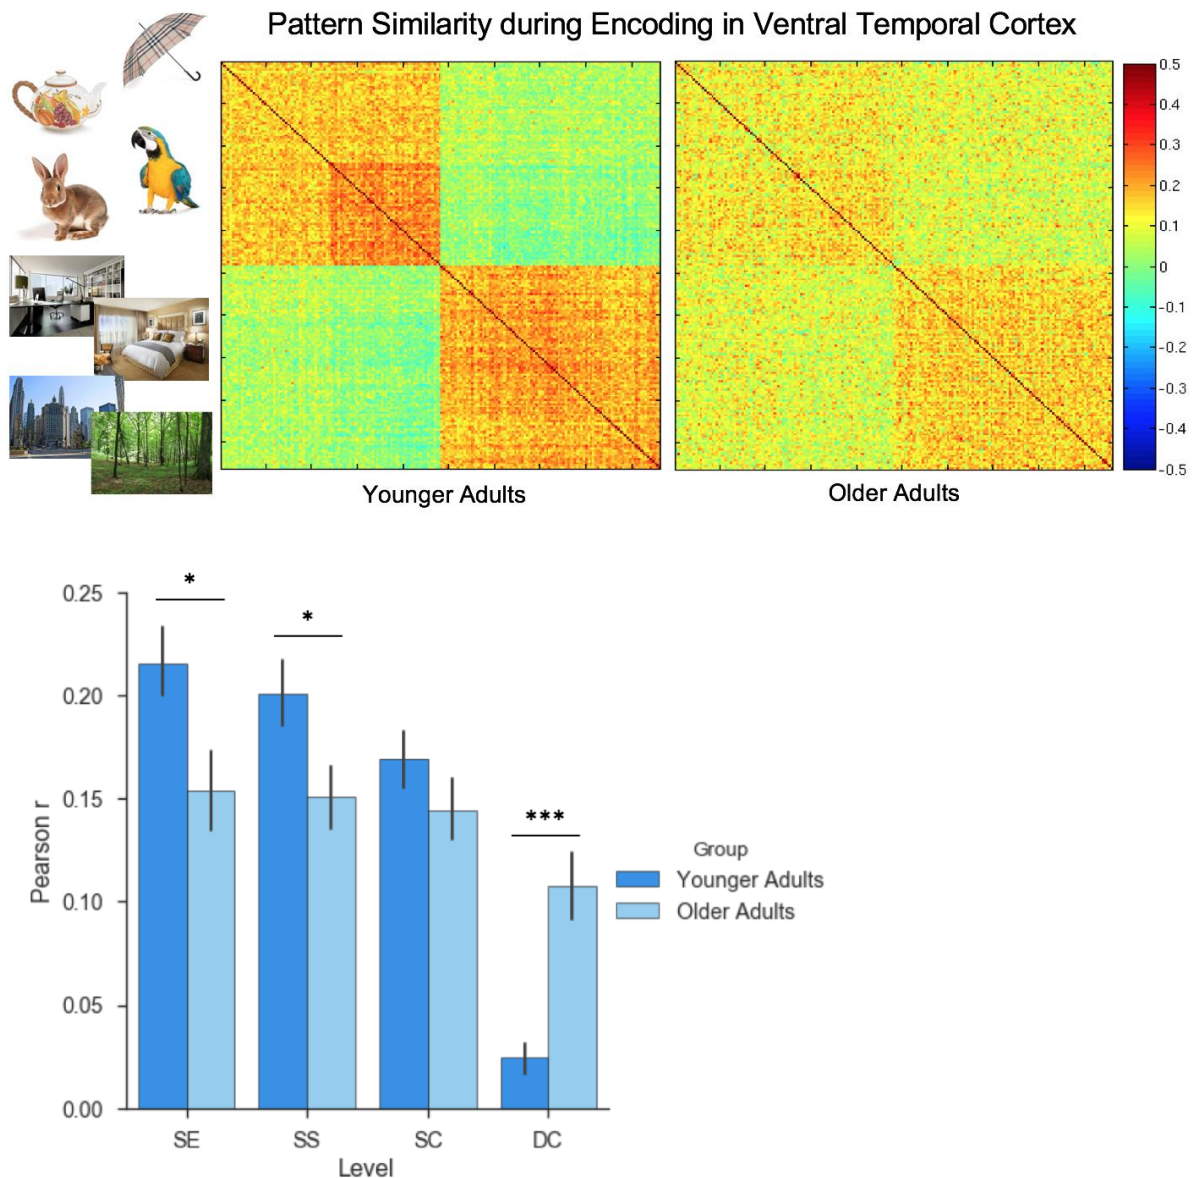 Pattern Similarity during Encoding in Ventral Temporal Cortex
0.5
0.4
0.3
0.2
0.1
0
-0.1
-0.2
-0.3
-0.4
-0.5
Younger Adults
Older Adults
*
*
***
0.25
0.20
0.15
0.10
0.05
0.00
Pearson r
SE
SS
SC
DC
Level
Group
Younger Adults
Older Adults